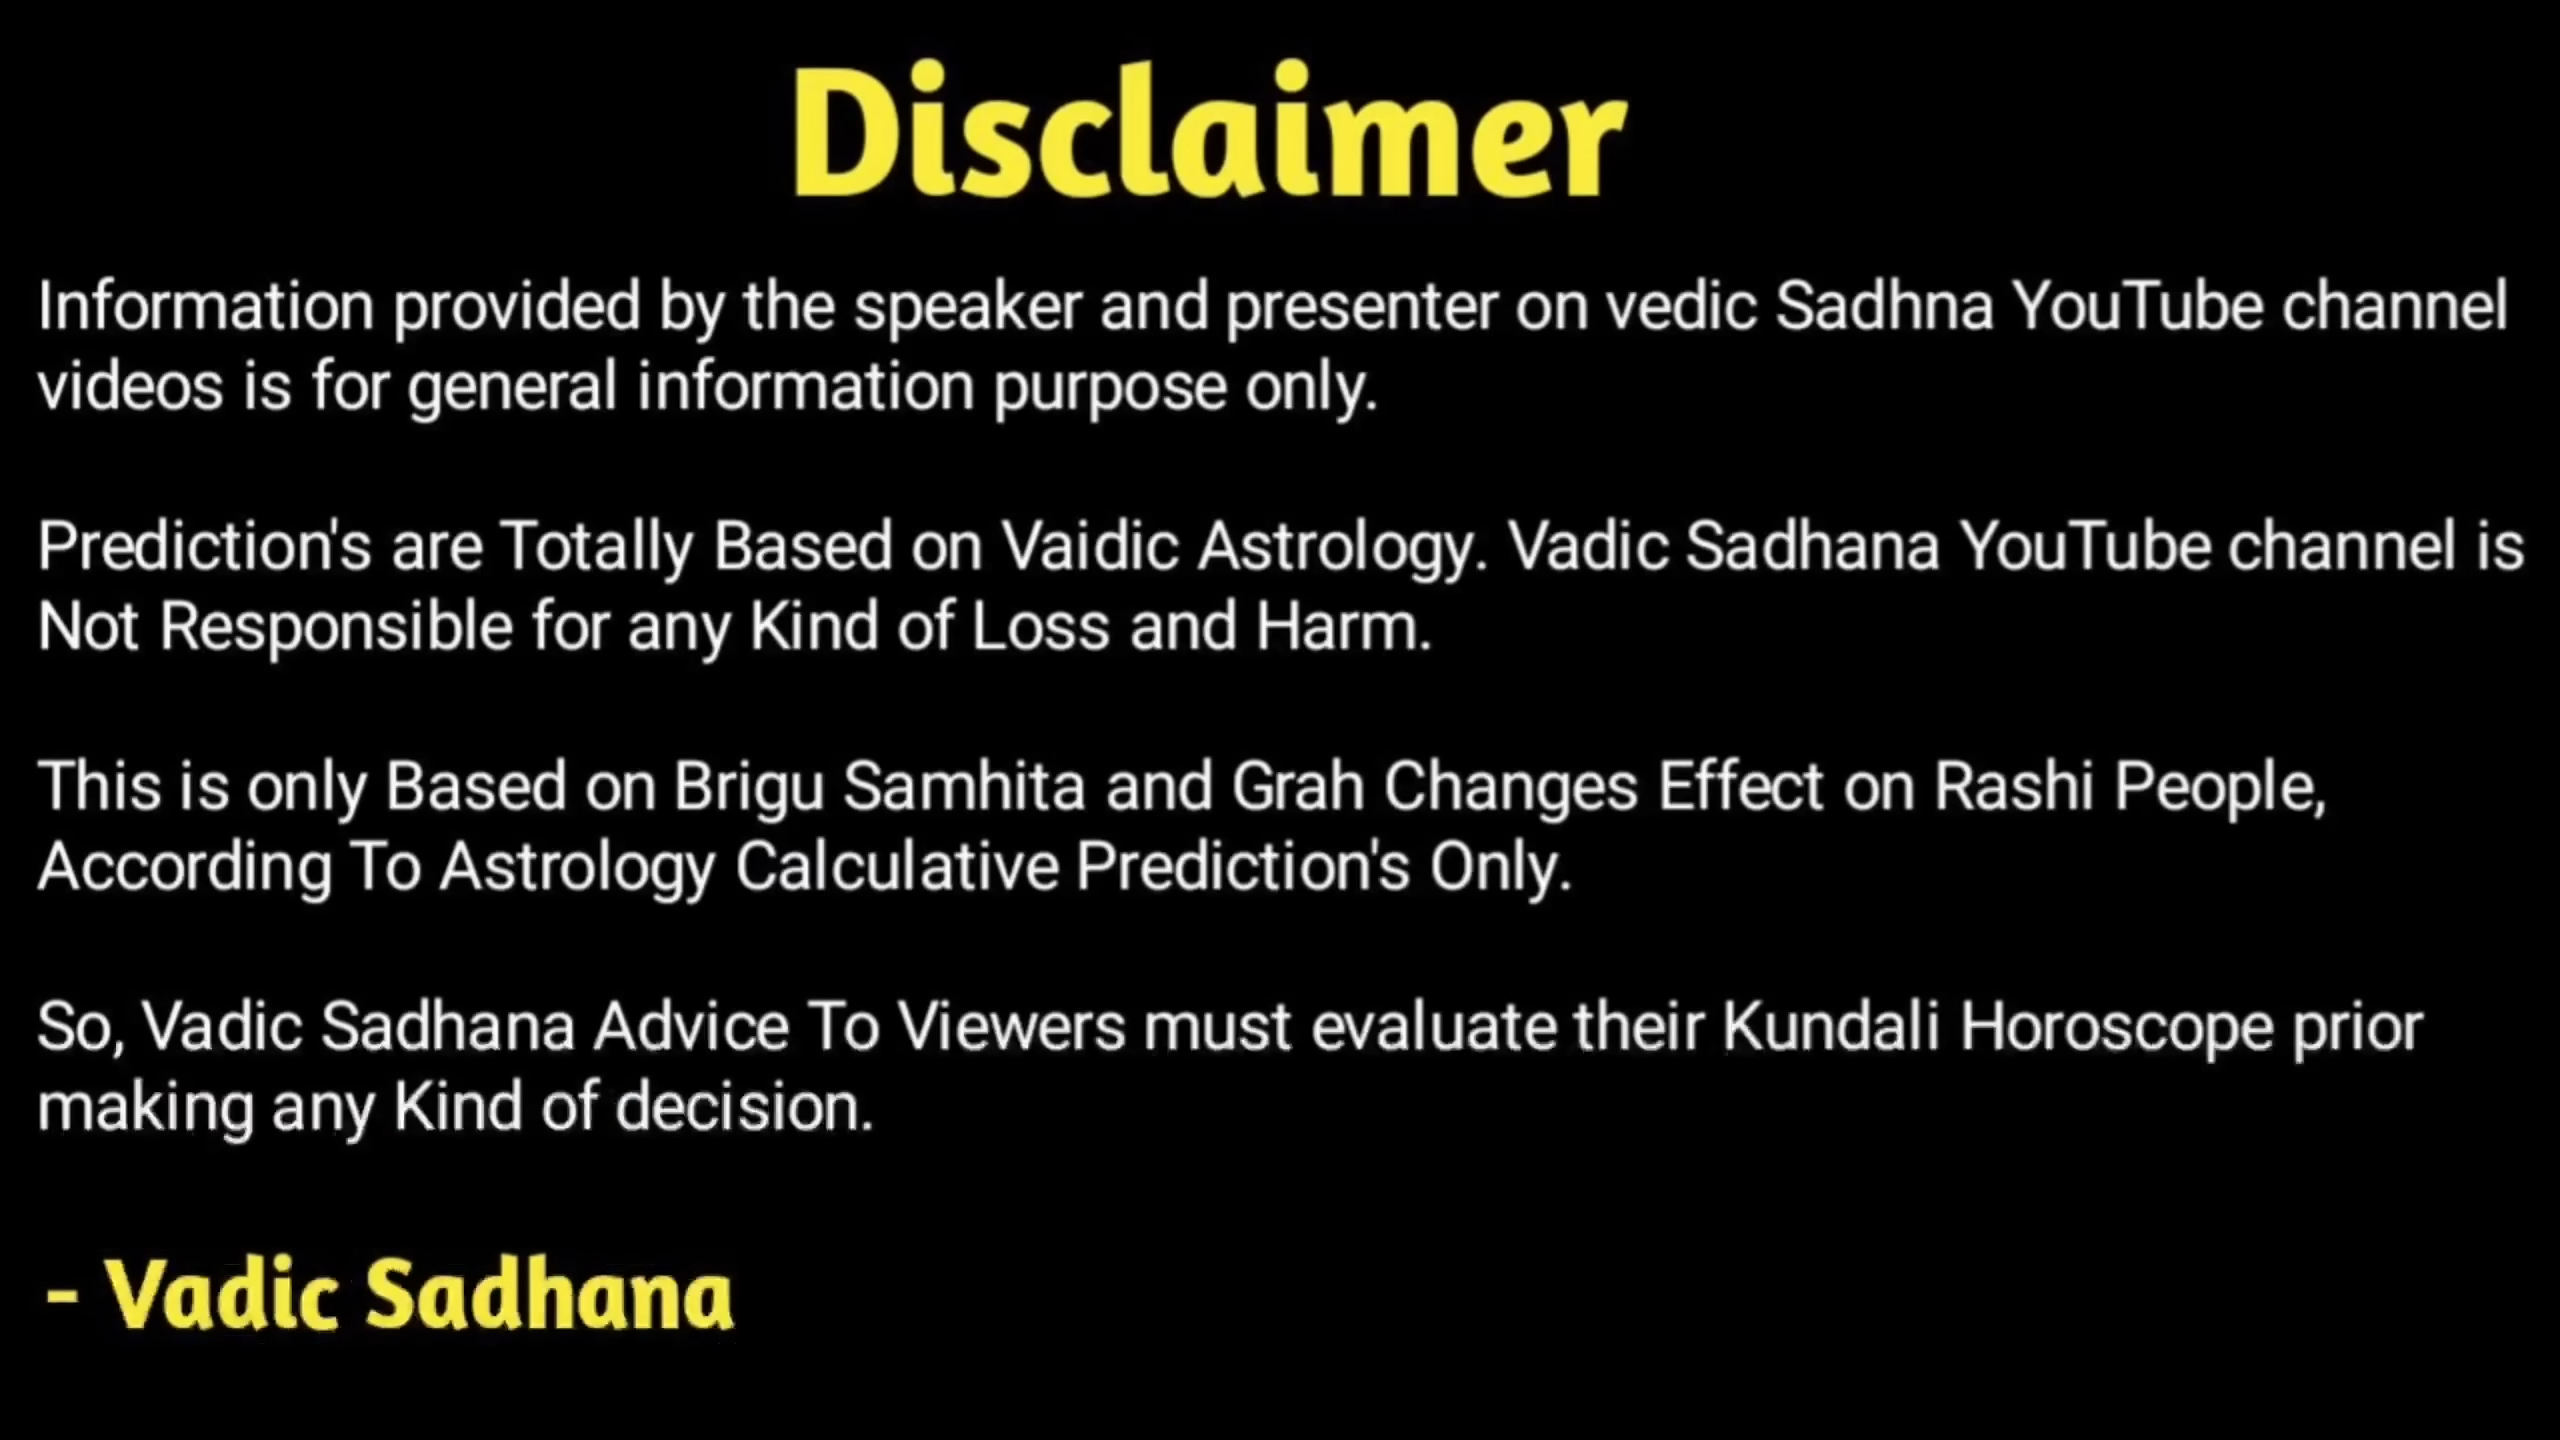 Disclaimer
Information provided by the speaker and presenter on vedic Sadhna YouTube channel
videos is for general information purpose only.
Prediction's are Totally Based on Vaidic Astrology. Vadic Sadhana YouTube channel is
Not Responsible for any Kind of Loss and Harm.
This is only Based on Brigu Samhita and Grah Changes Effect on Rashi People,
According To Astrology Calculative Prediction's Only.
So, Vadic Sadhana Advice To Viewers must evaluate their Kundali Horoscope prior
making any Kind of decision.
- Vadic Sadhana